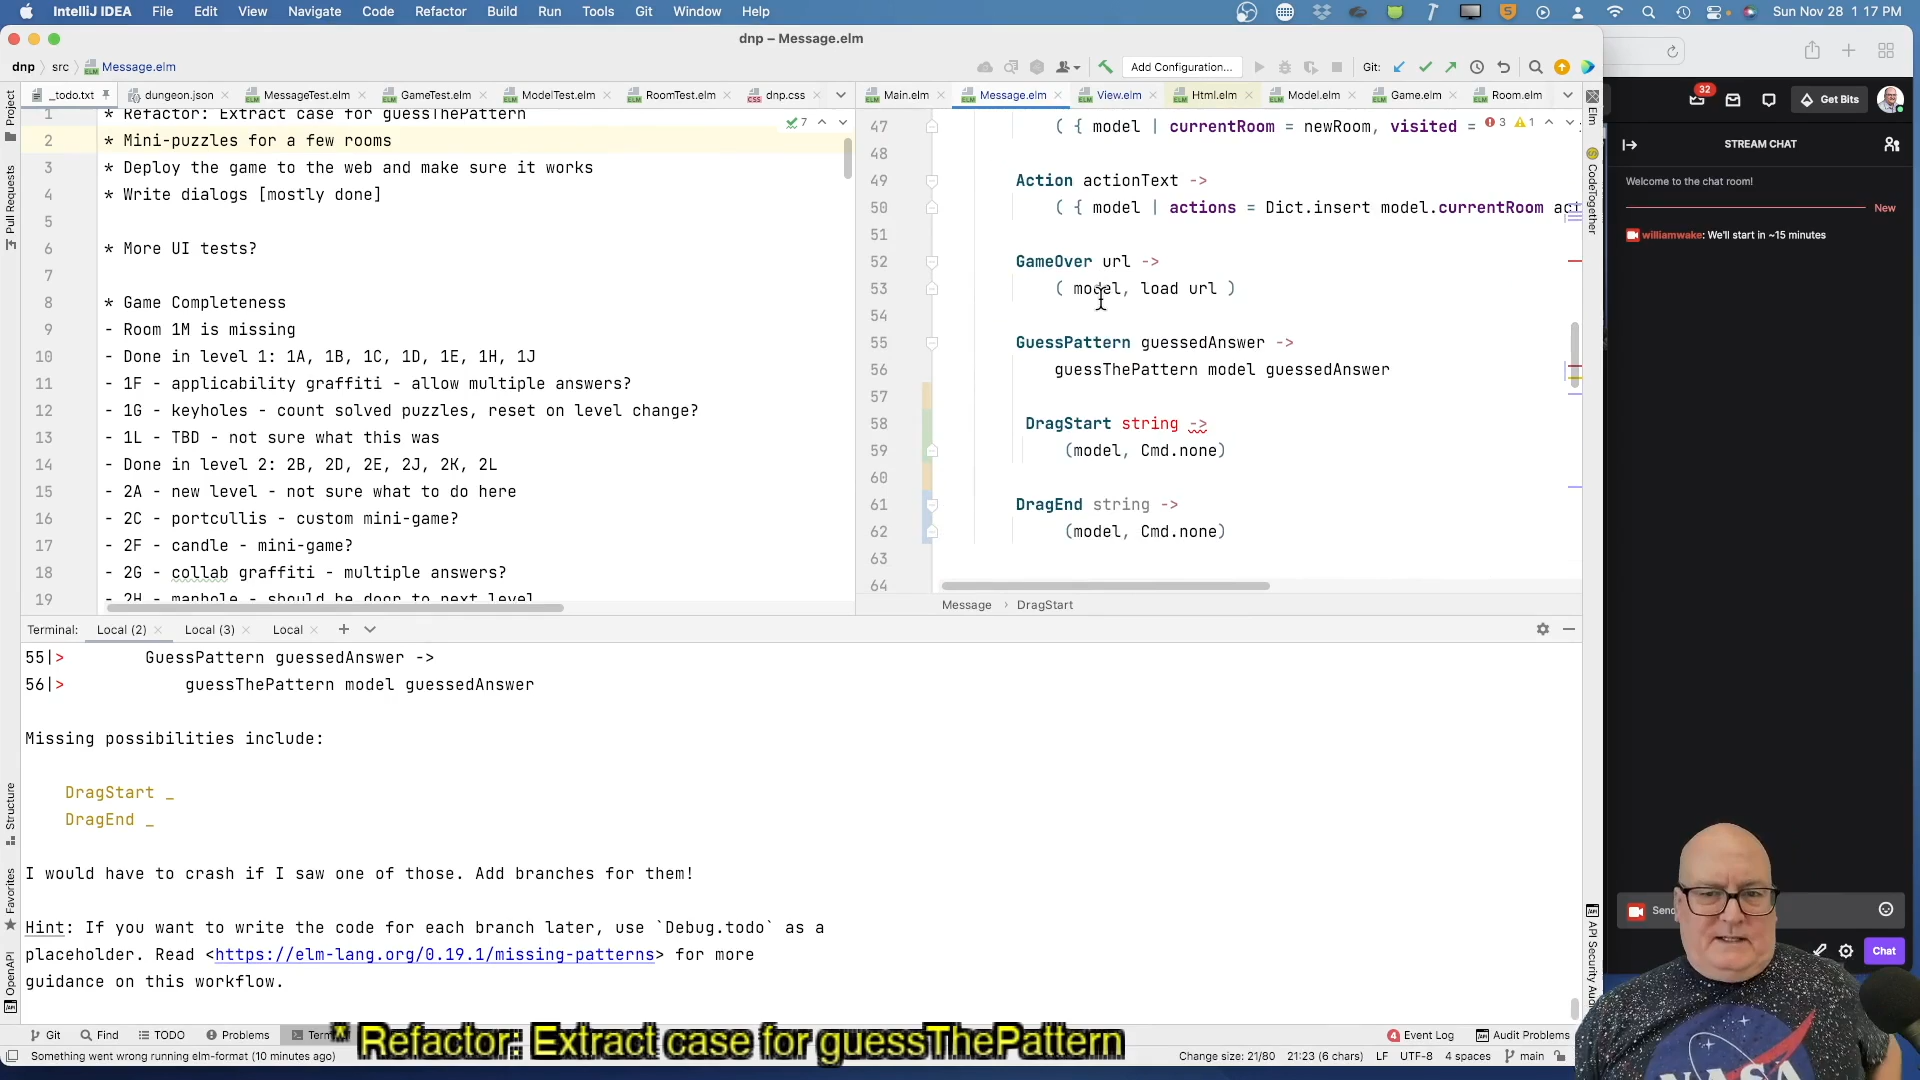 IntelliJ IDEA File Edit View Navigate Code Refactor Build Run Tools Git Window Help
Sun Nov 28 1 17 PM
dnp – Message.elm
dnp src Message.elm
Add Configuration...
Git:
_todo.txt dungeon.json MessageTest.elm GameTest.elm ModelTest.elm RoomTest.elm dnp.css
Main.elm Message.elm View.elm Html.elm Model.elm Game.elm Room.elm
7
1 * Refactor: Extract case for guessThePattern
2 * Mini-puzzles for a few rooms
3 * Deploy the game to the web and make sure it works
4 * Write dialogs [mostly done]
5
6 * More UI tests?
7
8 * Game Completeness
9 - Room 1M is missing
10 - Done in level 1: 1A, 1B, 1C, 1D, 1E, 1H, 1J
11 - 1F - applicability graffiti - allow multiple answers?
12 - 1G - keyholes - count solved puzzles, reset on level change?
13 - 1L - TBD - not sure what this was
14 - Done in level 2: 2B, 2D, 2E, 2J, 2K, 2L
15 - 2A - new level - not sure what to do here
16 - 2C - portcullis - custom mini-game?
17 - 2F - candle - mini-game?
18 - 2G - collab graffiti - multiple answers?
19 - 2H - manhole - should be door to next level
3 1
47 ( { model | currentRoom = newRoom, visited =
48
49 Action actionText ->
50 ( { model | actions = Dict.insert model.currentRoom act
51
52 GameOver url ->
53 ( model, load url )
54
55 GuessPattern guessedAnswer ->
56 guessThePattern model guessedAnswer
57
58 DragStart string ->
59 (model, Cmd.none)
60
61 DragEnd string ->
62 (model, Cmd.none)
63
64
Message › DragStart
Project
Pull Requests
Structure
Favorites
OpenAPI
Elm
CodeTogether
API Security Aud
Terminal: Local (2) Local (3) Local
55|> GuessPattern guessedAnswer ->
56|> guessThePattern model guessedAnswer
Missing possibilities include:
DragStart _
DragEnd _
I would have to crash if I saw one of those. Add branches for them!
Hint: If you want to write the code for each branch later, use `Debug.todo` as a
placeholder. Read <https://elm-lang.org/0.19.1/missing-patterns> for more
guidance on this workflow.
Git Find TODO Problems Term
4 Event Log Audit Problems
* Refactor: Extract case for guessThePattern
Something went wrong running elm-format (10 minutes ago)
Change size: 21/80 21:23 (6 chars) LF UTF-8 4 spaces main
32
Get Bits
STREAM CHAT
Welcome to the chat room!
New
williamwake: We'll start in ~15 minutes
Send
Chat
NASA